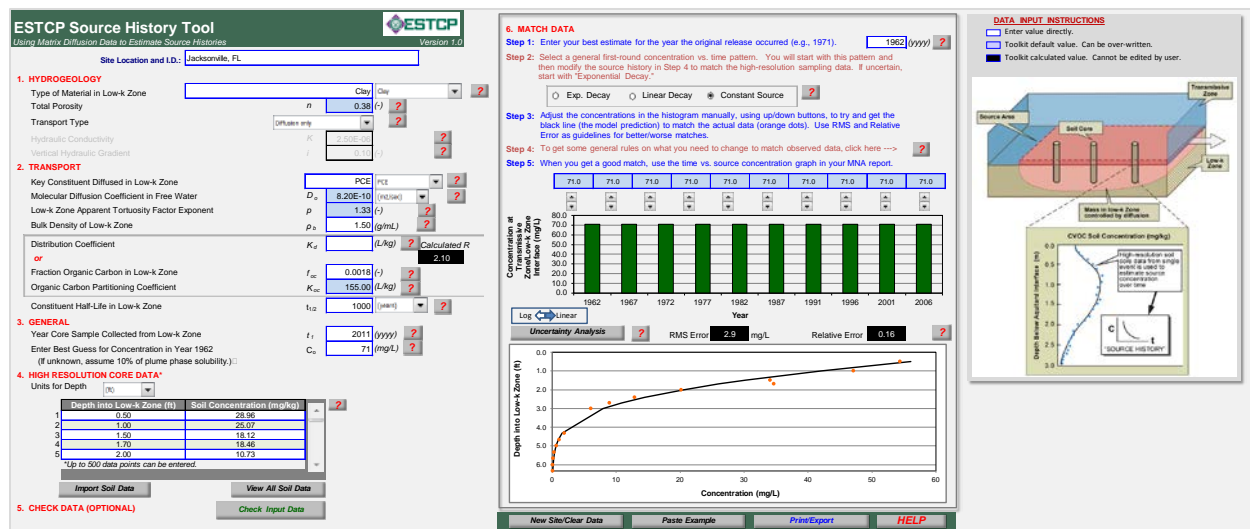 ESTCP Source History Tool
Using Matrix Diffusion Data to Estimate Source Histories
ESTCP
Version 1.0
Site Location and I.D.: Jacksonville, FL
1. HYDROGEOLOGY
Type of Material in Low-k Zone Clay Clay ?
Total Porosity n 0.38 (-) ?
Transport Type Diffusion only ?
Hydraulic Conductivity K 2.50E-06 ?
Vertical Hydraulic Gradient i 0.10 (-) ?
2. TRANSPORT
Key Constituent Diffused in Low-k Zone PCE PCE ?
Molecular Diffusion Coefficient in Free Water Do 8.20E-10 (m2/sec) ?
Low-k Zone Apparent Tortuosity Factor Exponent p 1.33 (-) ?
Bulk Density of Low-k Zone ρb 1.50 (g/mL) ?
Distribution Coefficient Kd (L/kg) ? Calculated R
or 2.10
Fraction Organic Carbon in Low-k Zone foc 0.0018 (-) ?
Organic Carbon Partitioning Coefficient Koc 155.00 (L/kg) ?
Constituent Half-Life in Low-k Zone t1/2 1000 (years) ?
3. GENERAL
Year Core Sample Collected from Low-k Zone t1 2011 (yyyy) ?
Enter Best Guess for Concentration in Year 1962 Co 71 (mg/L) ?
(If unknown, assume 10% of plume phase solubility.)
4. HIGH RESOLUTION CORE DATA*
Units for Depth (ft)
Depth into Low-k Zone (ft) Soil Concentration (mg/kg) ?
1 0.50 28.96
2 1.00 25.07
3 1.50 18.12
4 1.70 18.46
5 2.00 10.73
*Up to 500 data points can be entered.
Import Soil Data View All Soil Data
5. CHECK DATA (OPTIONAL) Check Input Data
6. MATCH DATA
Step 1: Enter your best estimate for the year the original release occurred (e.g., 1971). 1962 (yyyy) ?
Step 2: Select a general first-round concentration vs. time pattern. You will start with this pattern and
then modify the source history in Step 4 to match the high-resolution sampling data. If uncertain,
start with "Exponential Decay."
Exp. Decay Linear Decay Constant Source ?
Step 3: Adjust the concentrations in the histogram manually, using up/down buttons, to try and get the
black line (the model prediction) to match the actual data (orange dots). Use RMS and Relative
Error as guidelines for better/worse matches.
Step 4: To get some general rules on what you need to change to match observed data, click here ---> ?
Step 5: When you get a good match, use the time vs. source concentration graph in your MNA report.
71.0 71.0 71.0 71.0 71.0 71.0 71.0 71.0 71.0 71.0
Concentration at
Transmissive
Zone/Low-k Zone
Interface (mg/L)
80.0
70.0
60.0
50.0
40.0
30.0
20.0
10.0
0.0
1962 1967 1972 1977 1982 1987 1991 1996 2001 2006
Year
Log Linear
Uncertainty Analysis ? RMS Error 2.9 mg/L Relative Error 0.16 ?
Depth into Low-k Zone (ft)
0.0
1.0
2.0
3.0
4.0
5.0
6.0
0 10 20 30 40 50 60
Concentration (mg/L)
New Site/Clear Data Paste Example Print/Export HELP
DATA INPUT INSTRUCTIONS
Enter value directly.
Toolkit default value. Can be over-written.
Toolkit calculated value. Cannot be edited by user.
Transmissive
Zone
Source Area
Soil Core
Low-k
Zone
Mass in low-k Zone
controlled by diffusion
CVOC Soil Concentration (mg/kg)
Depth Below Aquitard Interface (m)
0.0
0.5
1.0
1.5
2.0
2.5
3.0
High-resolution soil
core data from single
event is used to
estimate source
concentration
over time
C
t
"SOURCE HISTORY"